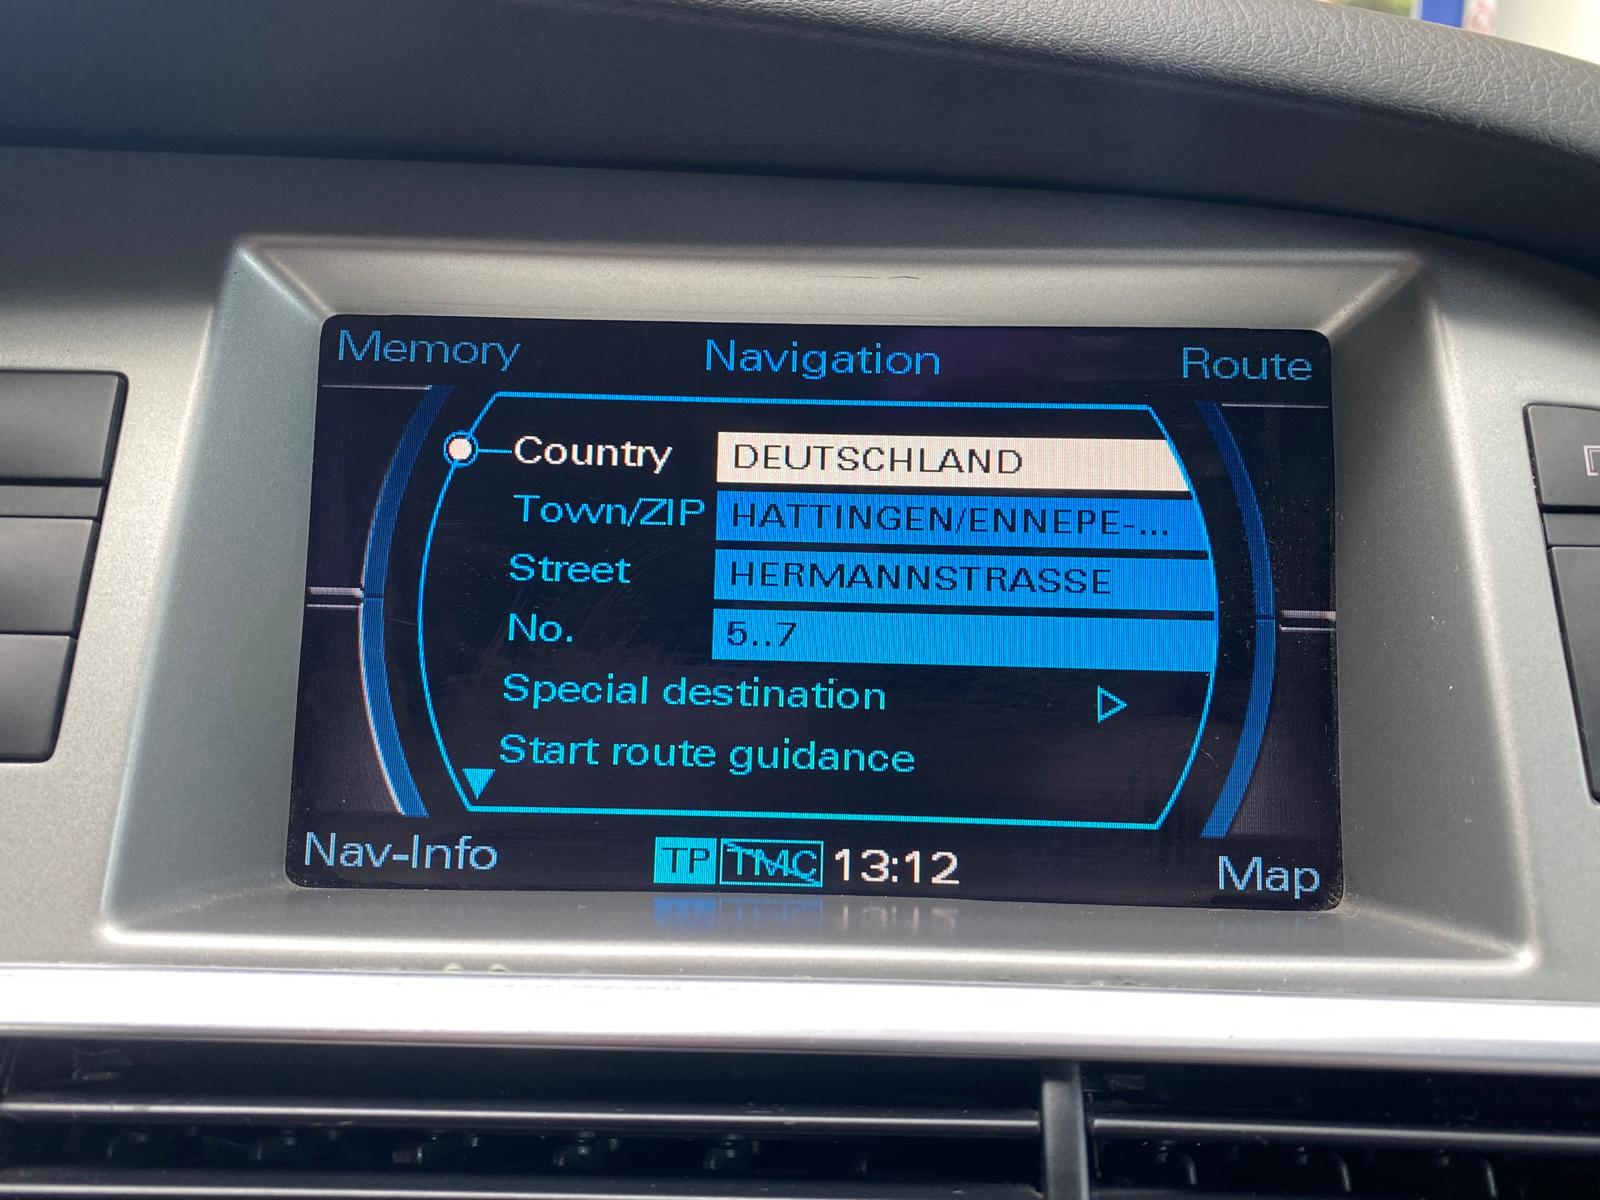 Memory Navigation Route
Country DEUTSCHLAND
Town/ZIP HATTINGEN/ENNEPE-...
Street HERMANNSTRASSE
No. 5..7
Special destination
Start route guidance
Nav-Info TP TMC 13:12 Map